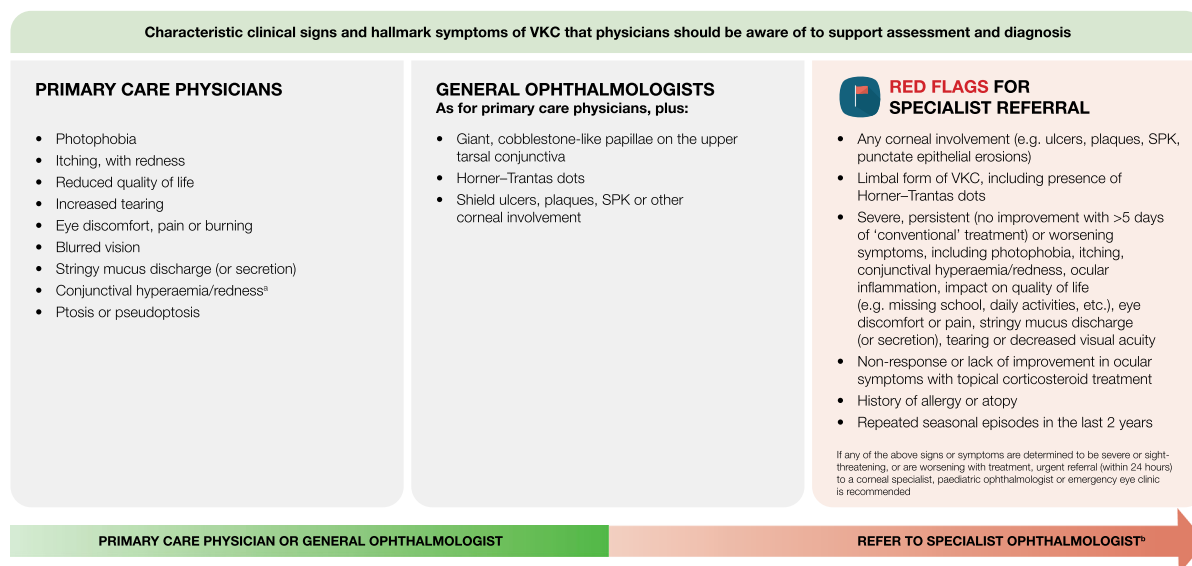 Characteristic clinical signs and hallmark symptoms of VKC that physicians should be aware of to support assessment and diagnosis
PRIMARY CARE PHYSICIANS
• Photophobia
• Itching, with redness
• Reduced quality of life
• Increased tearing
• Eye discomfort, pain or burning
• Blurred vision
• Stringy mucus discharge (or secretion)
• Conjunctival hyperaemia/rednessᵃ
• Ptosis or pseudoptosis
GENERAL OPHTHALMOLOGISTS
As for primary care physicians, plus:
• Giant, cobblestone-like papillae on the upper
tarsal conjunctiva
• Horner–Trantas dots
• Shield ulcers, plaques, SPK or other
corneal involvement
RED FLAGS FOR
SPECIALIST REFERRAL
• Any corneal involvement (e.g. ulcers, plaques, SPK,
punctate epithelial erosions)
• Limbal form of VKC, including presence of
Horner–Trantas dots
• Severe, persistent (no improvement with >5 days
of ‘conventional’ treatment) or worsening
symptoms, including photophobia, itching,
conjunctival hyperaemia/redness, ocular
inflammation, impact on quality of life
(e.g. missing school, daily activities, etc.), eye
discomfort or pain, stringy mucus discharge
(or secretion), tearing or decreased visual acuity
• Non-response or lack of improvement in ocular
symptoms with topical corticosteroid treatment
• History of allergy or atopy
• Repeated seasonal episodes in the last 2 years
If any of the above signs or symptoms are determined to be severe or sight-
threatening, or are worsening with treatment, urgent referral (within 24 hours)
to a corneal specialist, paediatric ophthalmologist or emergency eye clinic
is recommended
PRIMARY CARE PHYSICIAN OR GENERAL OPHTHALMOLOGIST
REFER TO SPECIALIST OPHTHALMOLOGISTᵇ